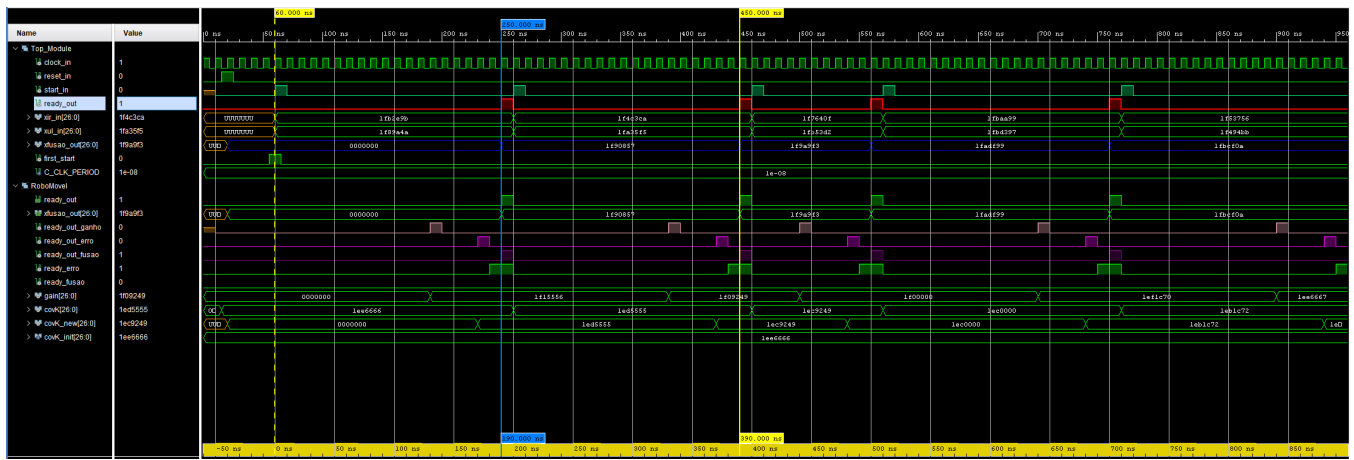 60.000 ns 450.000 ns
250.000 ns
Name Value
0 ns 50 ns 100 ns 150 ns 200 ns 250 ns 300 ns 350 ns 400 ns 450 ns 500 ns 550 ns 600 ns 650 ns 700 ns 750 ns 800 ns 850 ns 900 ns 950
Top_Module
clock_in 1
reset_in 0
start_in 0
ready_out 1
xir_in[26:0] 1f4c3ca UUUUUUU 1fb2e9b 1f4c3ca 1f7640f 1fbaa99 1f53756
xul_in[26:0] 1fa35f5 UUUUUUU 1f89a4a 1fa35f5 1fb53d2 1fbd397 1f494bb
xfusao_out[26:0] 1f9a9f3 UU 0000000 1f90857 1f9a9f3 1fadf99 1fbcf0a
first_start 0
C_CLK_PERIOD 1e-08 1e-08
RoboMovel
ready_out 1
xfusao_out[26:0] 1f9a9f3 UU 0000000 1f90857 1f9a9f3 1fadf99 1fbcf0a
ready_out_ganho 0
ready_out_erro 0
ready_out_fusao 1
ready_erro 1
ready_fusao 0
gain[26:0] 1f09249 0000000 1f15556 1f09249 1f00000 1ef1c70 1ee6667
covK[26:0] 1ed5555 0 1ee6666 1ed5555 1ec9249 1ec0000 1eb1c72
covK_new[26:0] 1ec9249 UU 0000000 1ed5555 1ec9249 1ec0000 1eb1c72 1e
covK_init[26:0] 1ee6666 1ee6666
190.000 ns 390.000 ns
-50 ns 0 ns 50 ns 100 ns 150 ns 200 ns 250 ns 300 ns 350 ns 400 ns 450 ns 500 ns 550 ns 600 ns 650 ns 700 ns 750 ns 800 ns 850 ns